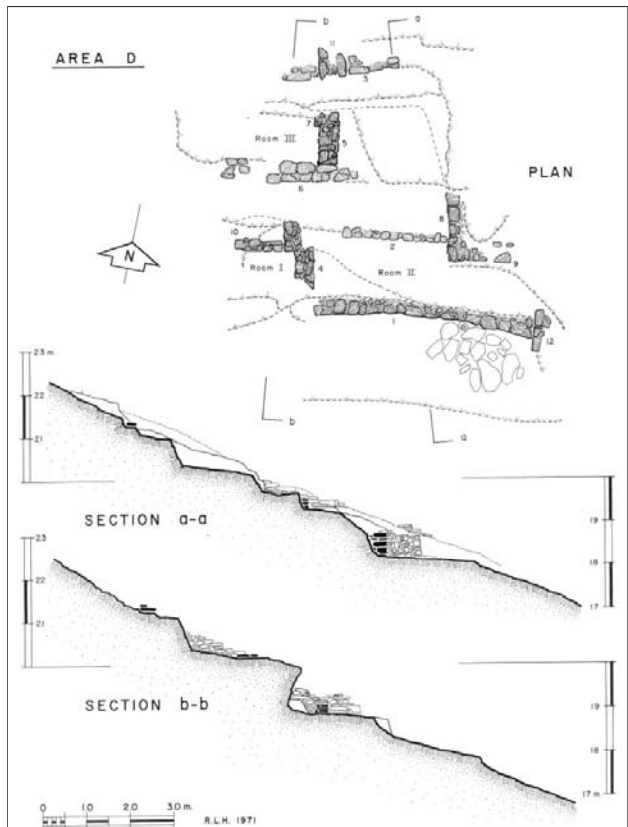 AREA D
b
a
11
3
7
Room III
5
6
PLAN
8
10
2
9
N
Room I
4
Room II
1
12
b
a
23 m.
22
21
SECTION a-a
19
18
17
23
22
21
SECTION b-b
19
18
17 m.
0 1.0 2.0 3.0 m.
R.L.H. 1971